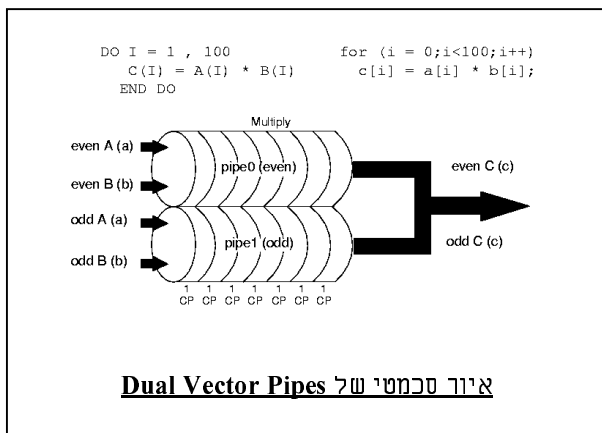 DO I = 1 , 100
C(I) = A(I) * B(I)
END DO
for (i = 0;i<100;i++)
c[i] = a[i] * b[i];
Multiply
even A (a)
even B (b)
odd A (a)
odd B (b)
pipe0 (even)
pipe1 (odd)
even C (c)
odd C (c)
1 1 1 1 1 1 1
CP CP CP CP CP CP CP
איור סכמטי של Dual Vector Pipes